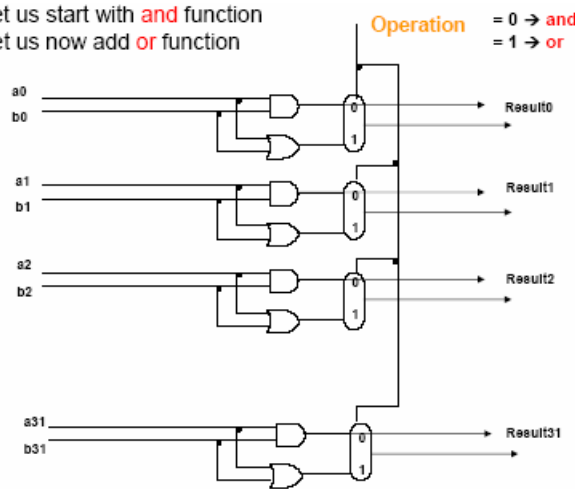 et us start with and function
et us now add or function
Operation
= 0 → and
= 1 → or
a0
b0
0
1
Result0
a1
b1
0
1
Result1
a2
b2
0
1
Result2
a31
b31
0
1
Result31